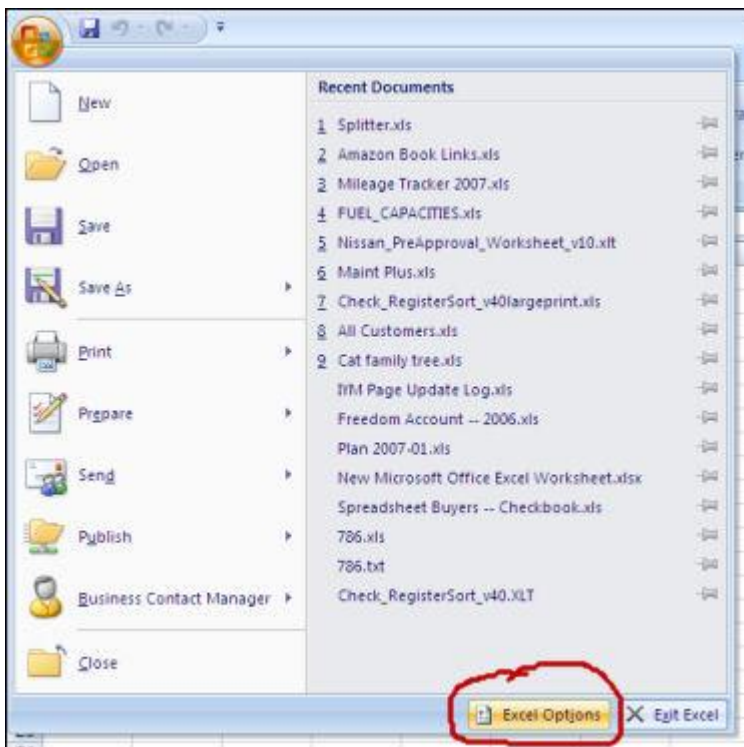 New
Open
Save
Save As
Print
Prepare
Send
Publish
Business Contact Manager
Close
Recent Documents
1 Splitter.xls
2 Amazon Book Links.xls
3 Mileage Tracker 2007.xls
4 FUEL_CAPACITIES.xls
5 Nissan_PreApproval_Worksheet_v10.xlt
6 Maint Plus.xls
7 Check_RegisterSort_v40largeprint.xls
8 All Customers.xls
9 Cat family tree.xls
IYM Page Update Log.xls
Freedom Account -- 2006.xls
Plan 2007-01.xls
New Microsoft Office Excel Worksheet.xlsx
Spreadsheet Buyers -- Checkbook.xls
786.xls
786.txt
Check_RegisterSort_v40.XLT
Excel Options
Exit Excel